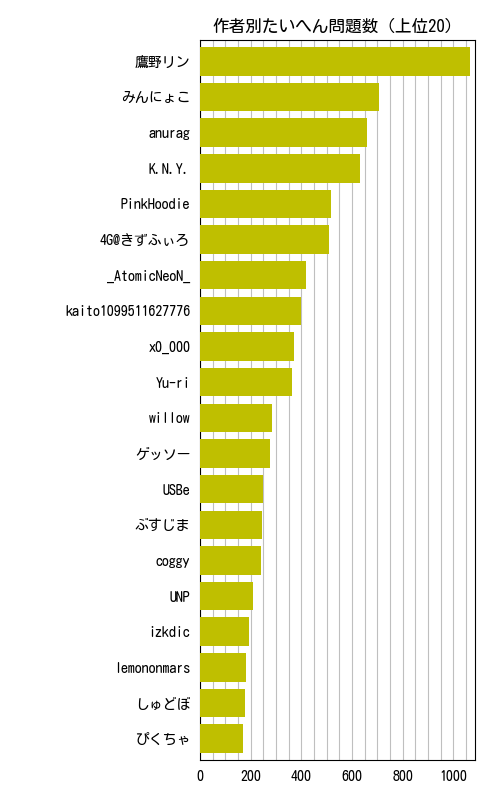 作者別たいへん問題数 (上位20)
鷹野リン
みんにょこ
anurag
K.N.Y.
PinkHoodie
4G@きずふぃろ
_AtomicNeoN_
kaito1099511627776
x0_000
Yu-ri
willow
ゲッソー
USBe
ぶすじま
coggy
UNP
izkdic
lemononmars
しゅどぼ
ぴくちゃ
0 200 400 600 800 1000